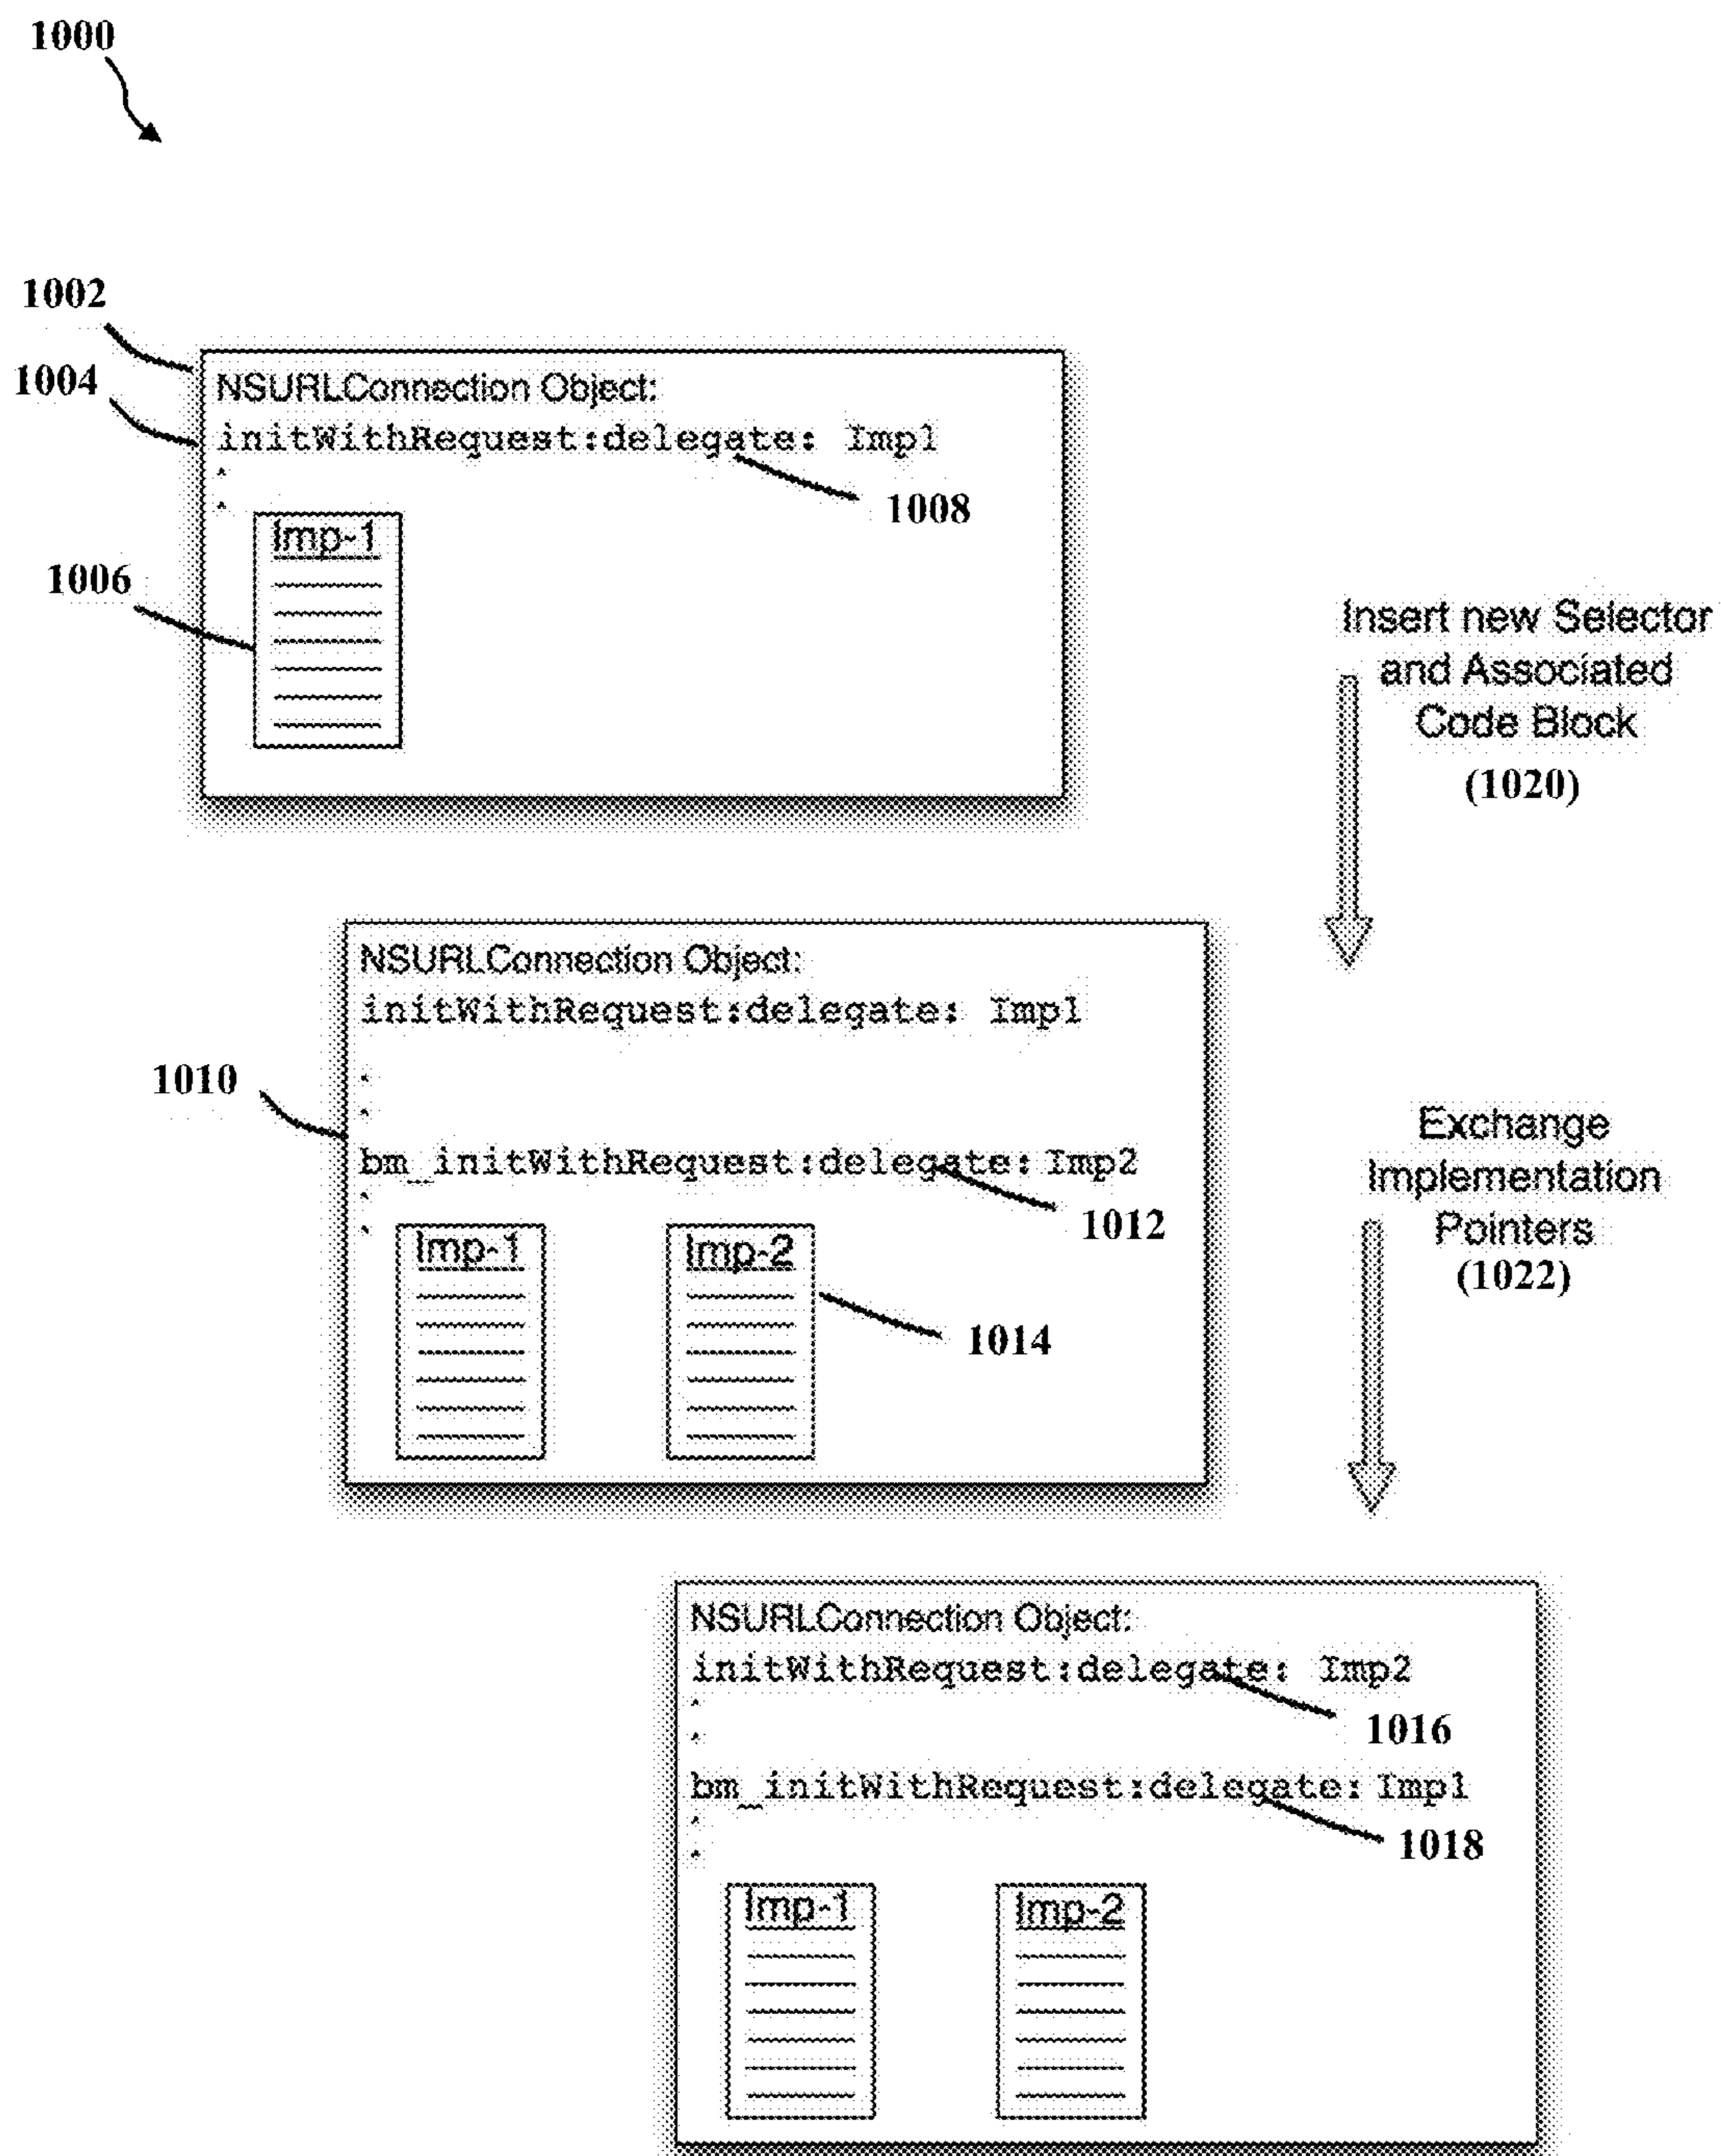 1000
1002
1004
NSURLConnection Object:
initWithRequest:delegate: Imp1
1008
Imp-1
1006
Insert new Selector
and Associated
Code Block
(1020)
NSURLConnection Object:
initWithRequest:delegate: Imp1
1010
bm_initWithRequest:delegate: Imp2
1012
Imp-1
Imp-2
1014
Exchange
Implementation
Pointers
(1022)
NSURLConnection Object:
initWithRequest:delegate: Imp2
1016
bm_initWithRequest:delegate: Imp1
1018
Imp-1
Imp-2